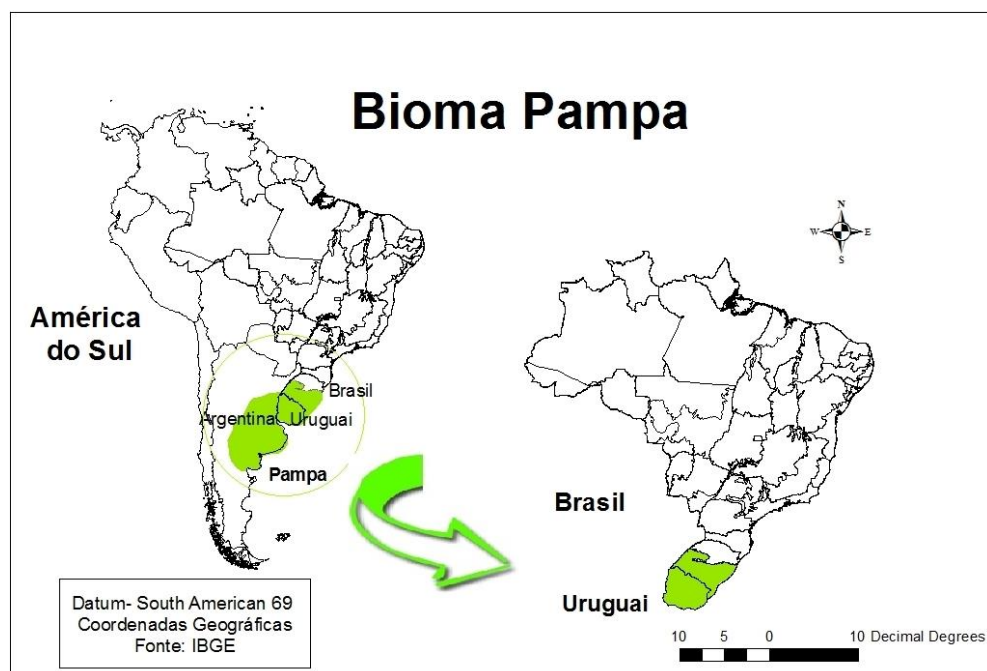 Bioma Pampa
N
W E
S
América
do Sul
Brasil
Argentina Uruguai
Pampa
Brasil
Uruguai
Datum- South American 69
Coordenadas Geográficas
Fonte: IBGE
10 5 0 10 Decimal Degrees